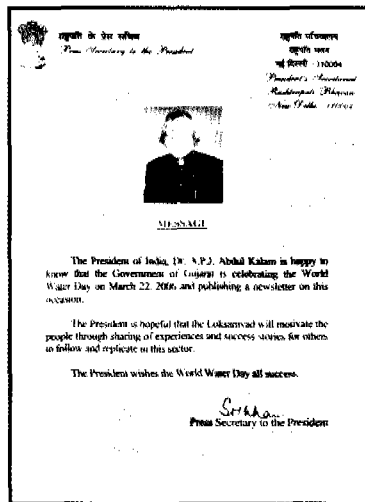 राष्ट्रपति के प्रेस सचिव
Press Secretary to the President
राष्ट्रपति सचिवालय
राष्ट्रपति भवन
नई दिल्ली - 110004
President's Secretariat
Rashtrapati Bhavan
New Delhi - 110004
MESSAGE
The President of India, Dr. A.P.J. Abdul Kalam is happy to
know that the Government of Gujarat is celebrating the World
Water Day on March 22, 2006 and publishing a newsletter on this
occasion.
The President is hopeful that the Loksamvad will motivate the
people through sharing of experiences and success stories for others
to follow and replicate in this sector.
The President wishes the World Water Day all success.
Press Secretary to the President